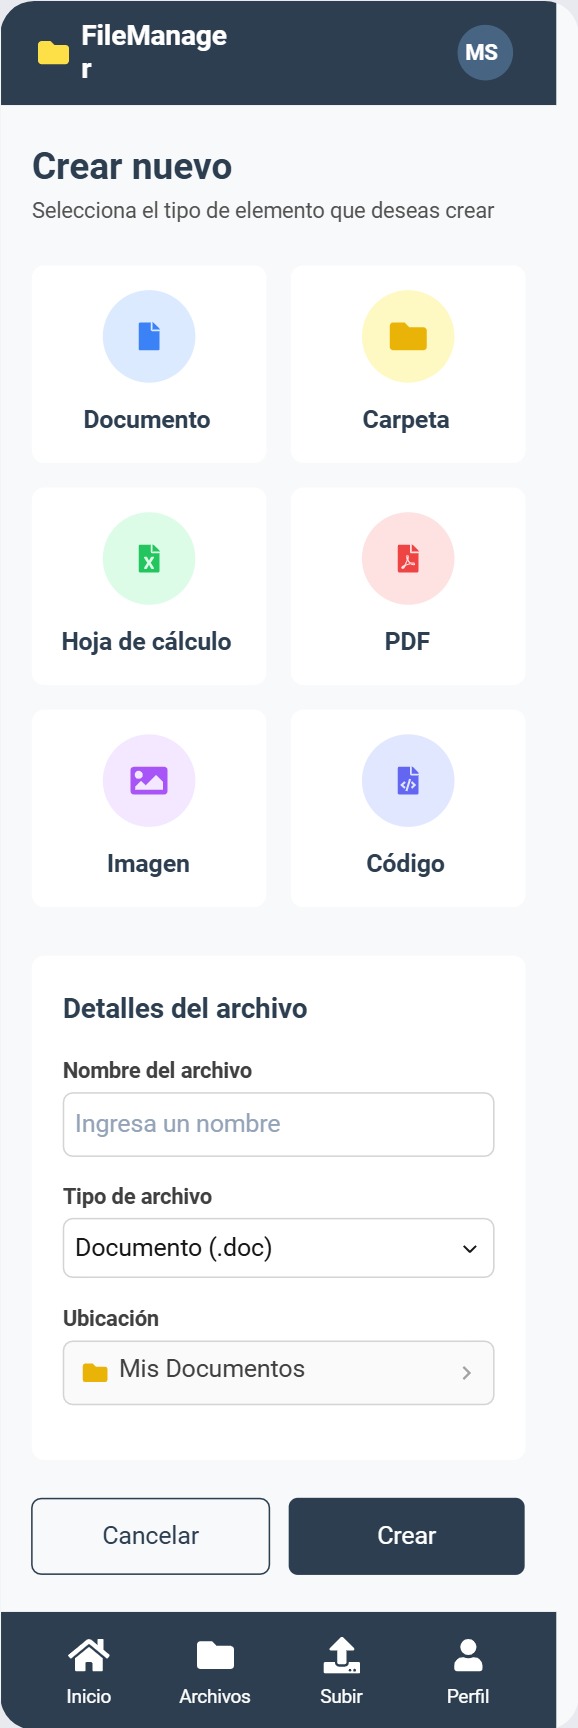 FileManage
r
MS
Crear nuevo
Selecciona el tipo de elemento que deseas crear
Documento
Carpeta
Hoja de cálculo
PDF
Imagen
Código
Detalles del archivo
Nombre del archivo
Ingresa un nombre
Tipo de archivo
Documento (.doc)
Ubicación
Mis Documentos
Cancelar
Crear
Inicio
Archivos
Subir
Perfil